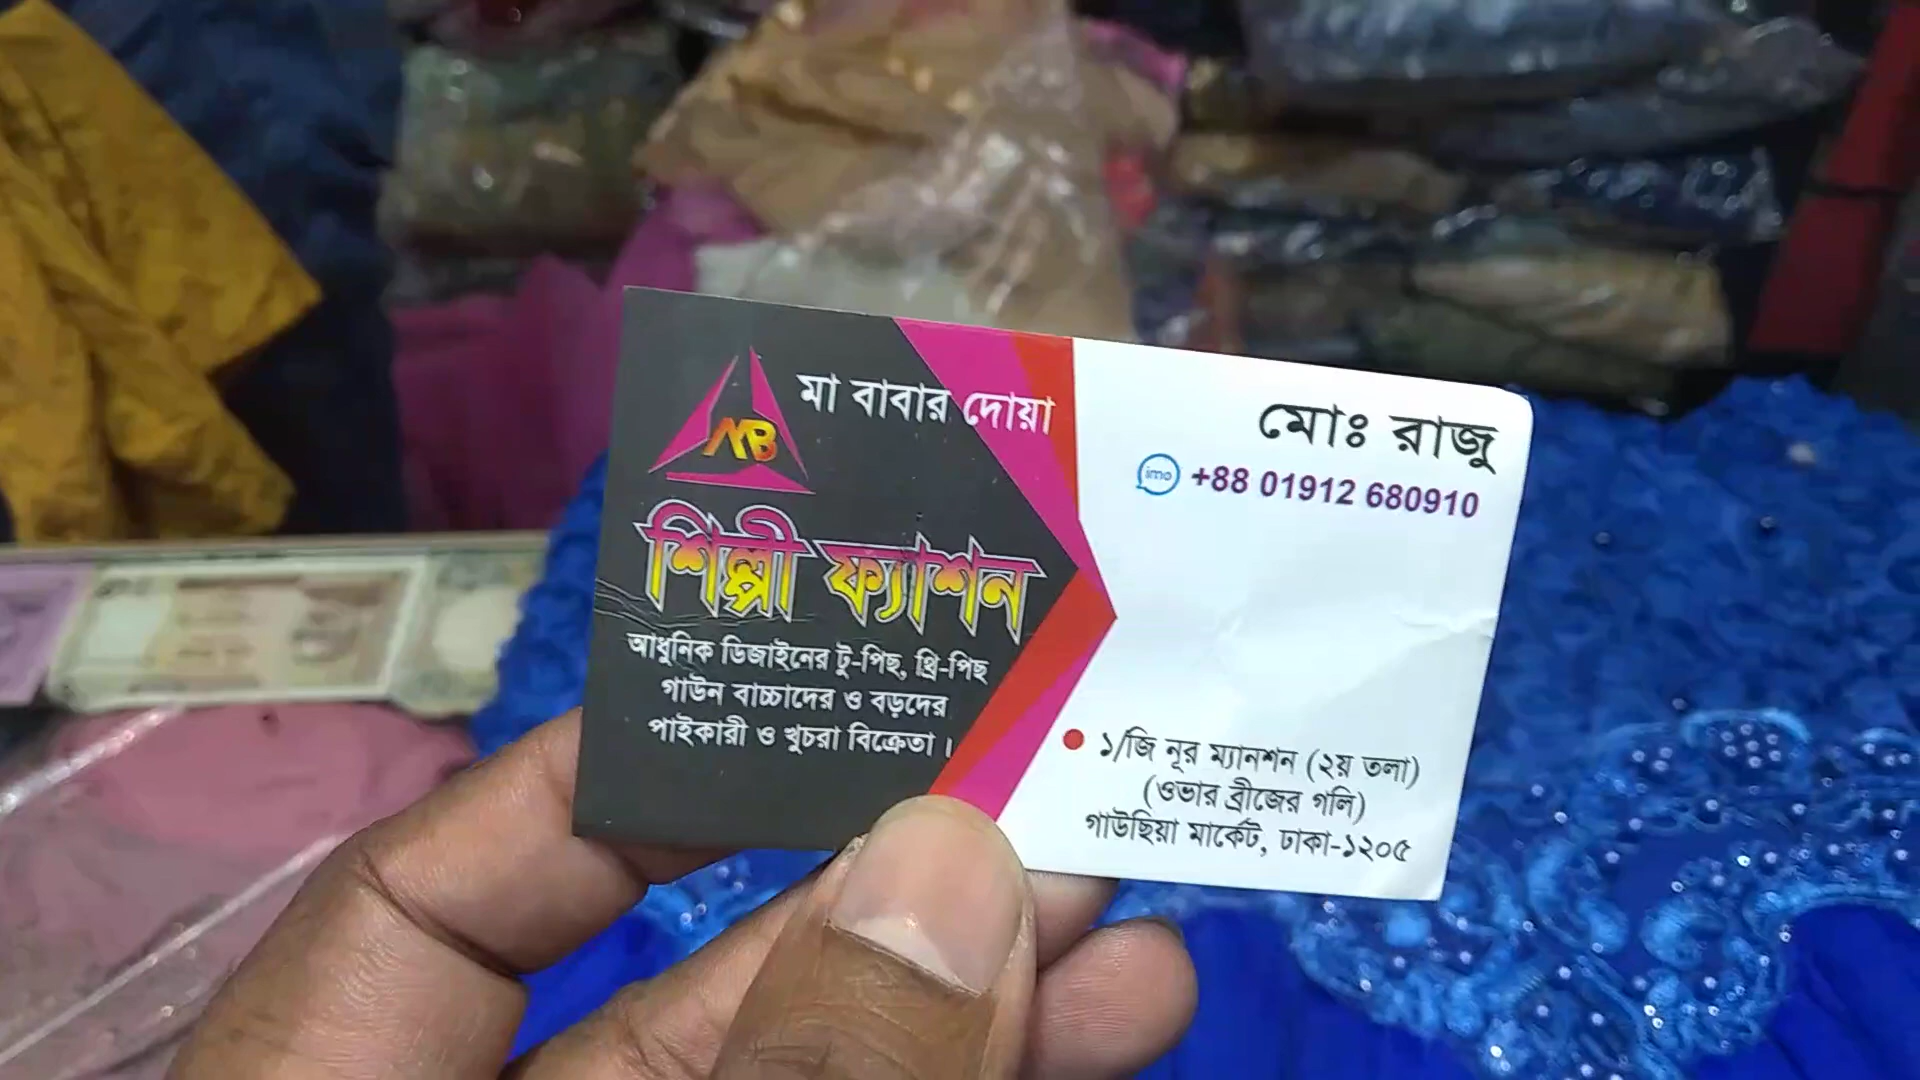 মা বাবার দোয়া
NB
শিল্পী ফ্যাশন
আধুনিক ডিজাইনের টু-পিছ, থ্রি-পিছ
গাউন বাচ্চাদের ও বড়দের
পাইকারী ও খুচরা বিক্রেতা।
মোঃ রাজু
imo +88 01912 680910
১/জি নূর ম্যানশন (২য় তলা)
(ওভার ব্রীজের গলি)
গাউছিয়া মার্কেট, ঢাকা-১২০৫